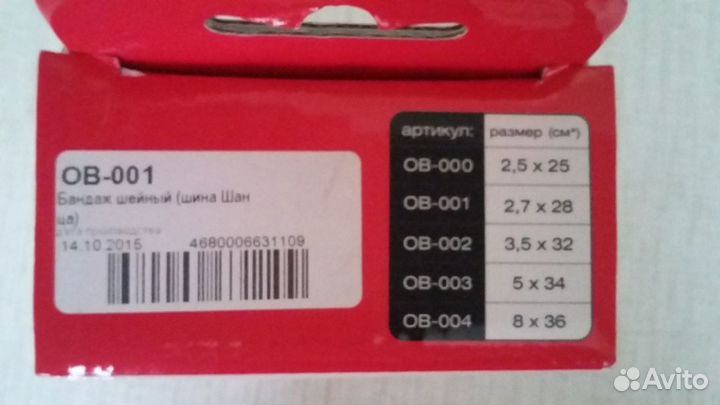 OB-001
Бандаж шейный (шина Шан
ца)
дата производства
14.10.2015 4680006631109
артикул: размер (см*)
OB-000 2,5 x 25
OB-001 2,7 x 28
OB-002 3,5 x 32
OB-003 5 x 34
OB-004 8 x 36
Avito